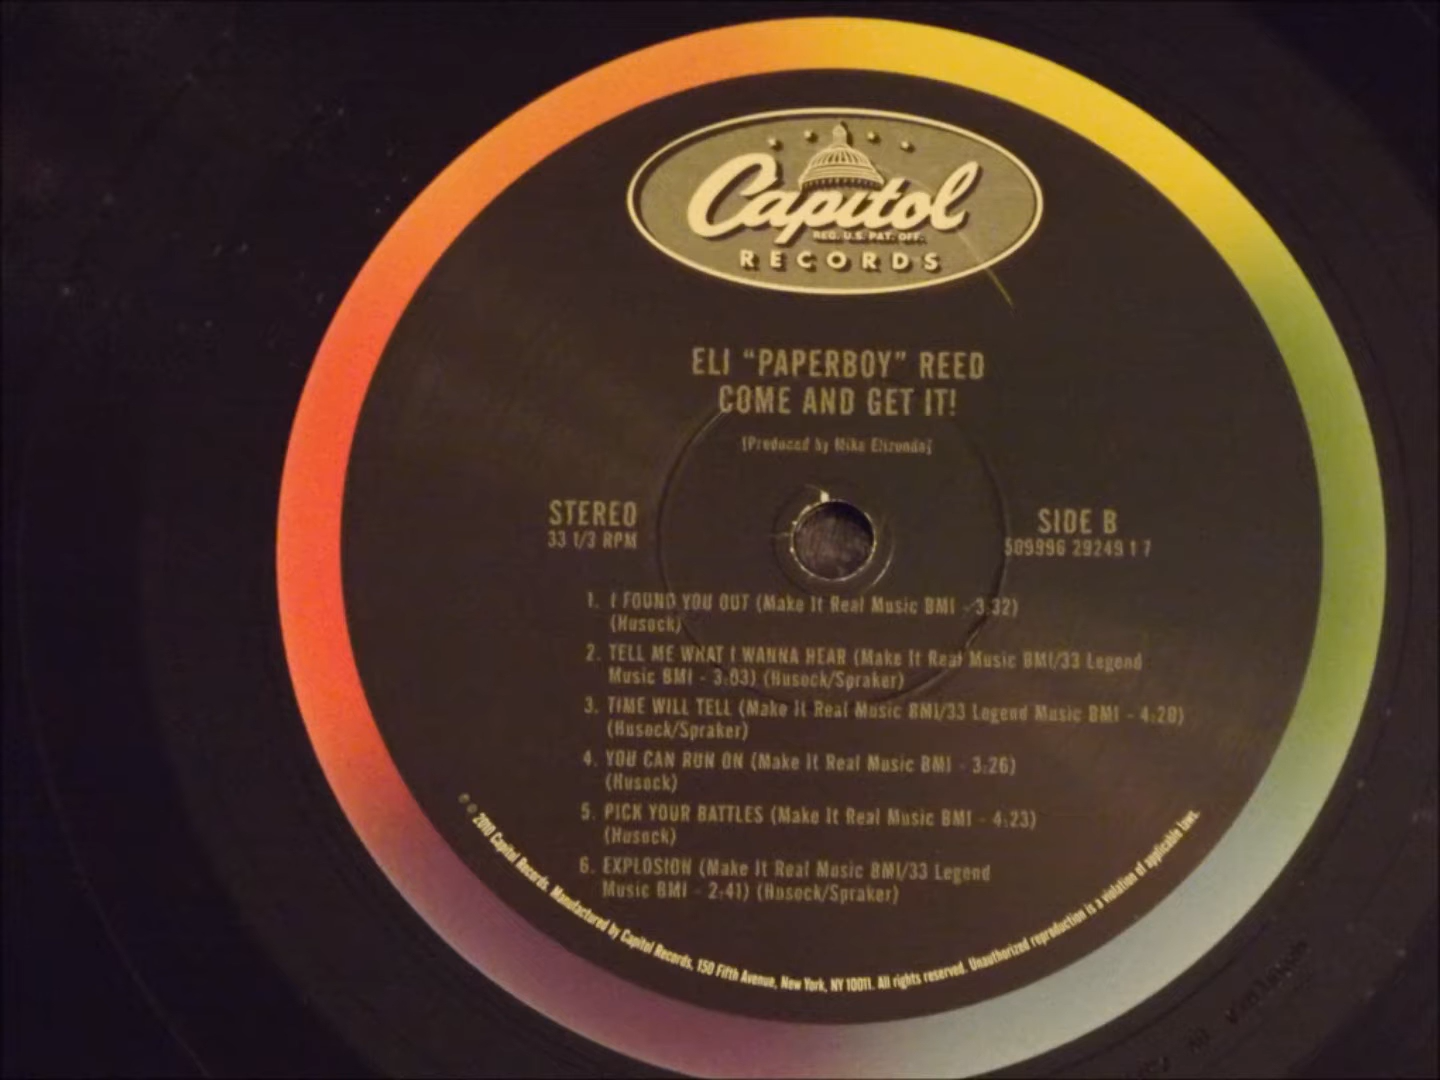 Capitol
REG. U.S. PAT. OFF.
RECORDS
ELI “PAPERBOY” REED
COME AND GET IT!
[Produced by Mike Elizondo]
STEREO
33 1/3 RPM
SIDE B
509996 29249 1 7
1. I FOUND YOU OUT (Make It Real Music BMI - 3:32)
(Husock)
2. TELL ME WHAT I WANNA HEAR (Make It Real Music BMI/33 Legend
Music BMI - 3:03) (Husock/Spraker)
3. TIME WILL TELL (Make It Real Music BMI/33 Legend Music BMI - 4:20)
(Husock/Spraker)
4. YOU CAN RUN ON (Make It Real Music BMI - 3:26)
(Husock)
5. PICK YOUR BATTLES (Make It Real Music BMI - 4:23)
(Husock)
6. EXPLOSION (Make It Real Music BMI/33 Legend
Music BMI - 2:41) (Husock/Spraker)
℗ © 2010 Capitol Records. Manufactured by Capitol Records, 150 Fifth Avenue, New York, NY 10011. All rights reserved. Unauthorized reproduction is a violation of applicable laws.